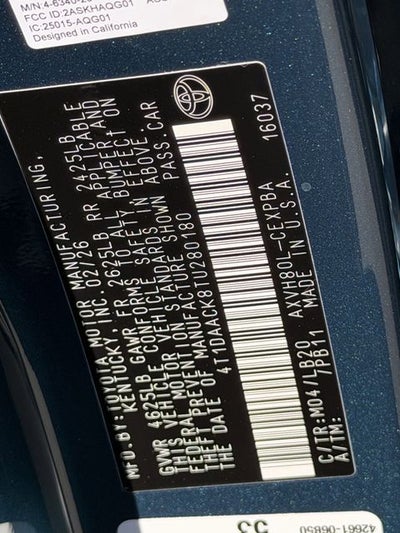 FCC ID:2ASKHAQG01
IC:25015-AQG01
Designed in California
MFD. BY: TOYOTA MOTOR MANUFACTURING,
KENTUCKY, INC 02/26
GVWR 4625LB GAWR FR 2625LB RR 2425LB
THIS VEHICLE CONFORMS TO ALL APPLICABLE
FEDERAL MOTOR VEHICLE SAFETY, BUMPER, AND
THEFT PREVENTION STANDARDS IN EFFECT ON
THE DATE OF MANUFACTURE SHOWN ABOVE.
4T1DAACK8TU280180 PASS. CAR
C/TR:M04/LB20 AXVH80L-CEXPBA 16037
A/TM: /PB11 MADE IN U.S.A.
42661-06850